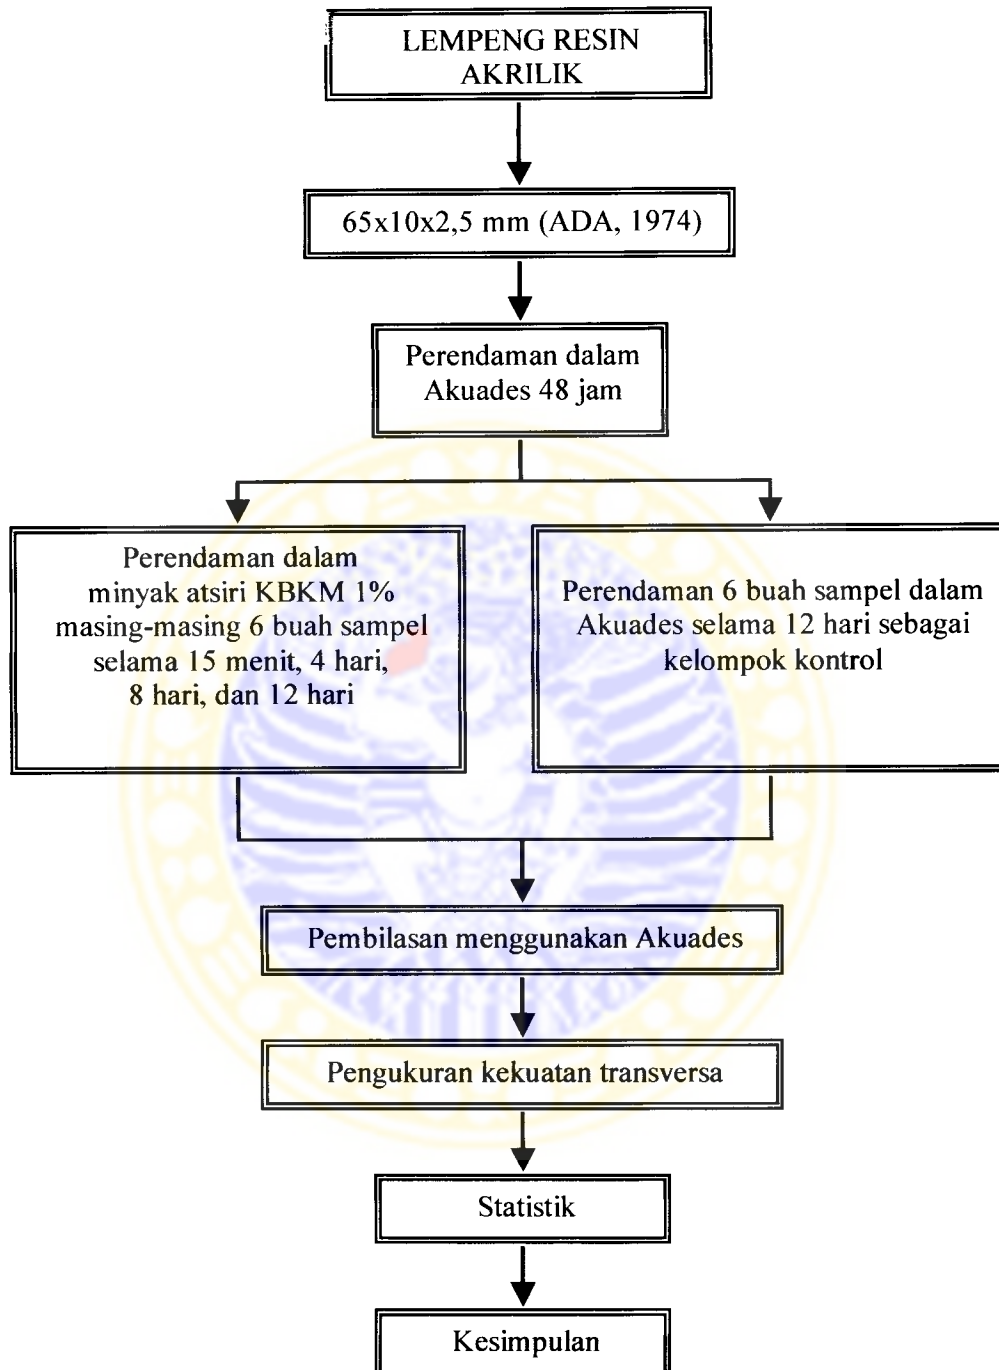 LEMPENG RESIN
AKRILIK
65x10x2,5 mm (ADA, 1974)
Perendaman dalam
Akuades 48 jam
Perendaman dalam
minyak atsiri KBKM 1%
masing-masing 6 buah sampel
selama 15 menit, 4 hari,
8 hari, dan 12 hari
Perendaman 6 buah sampel dalam
Akuades selama 12 hari sebagai
kelompok kontrol
Pembilasan menggunakan Akuades
Pengukuran kekuatan transversa
Statistik
Kesimpulan